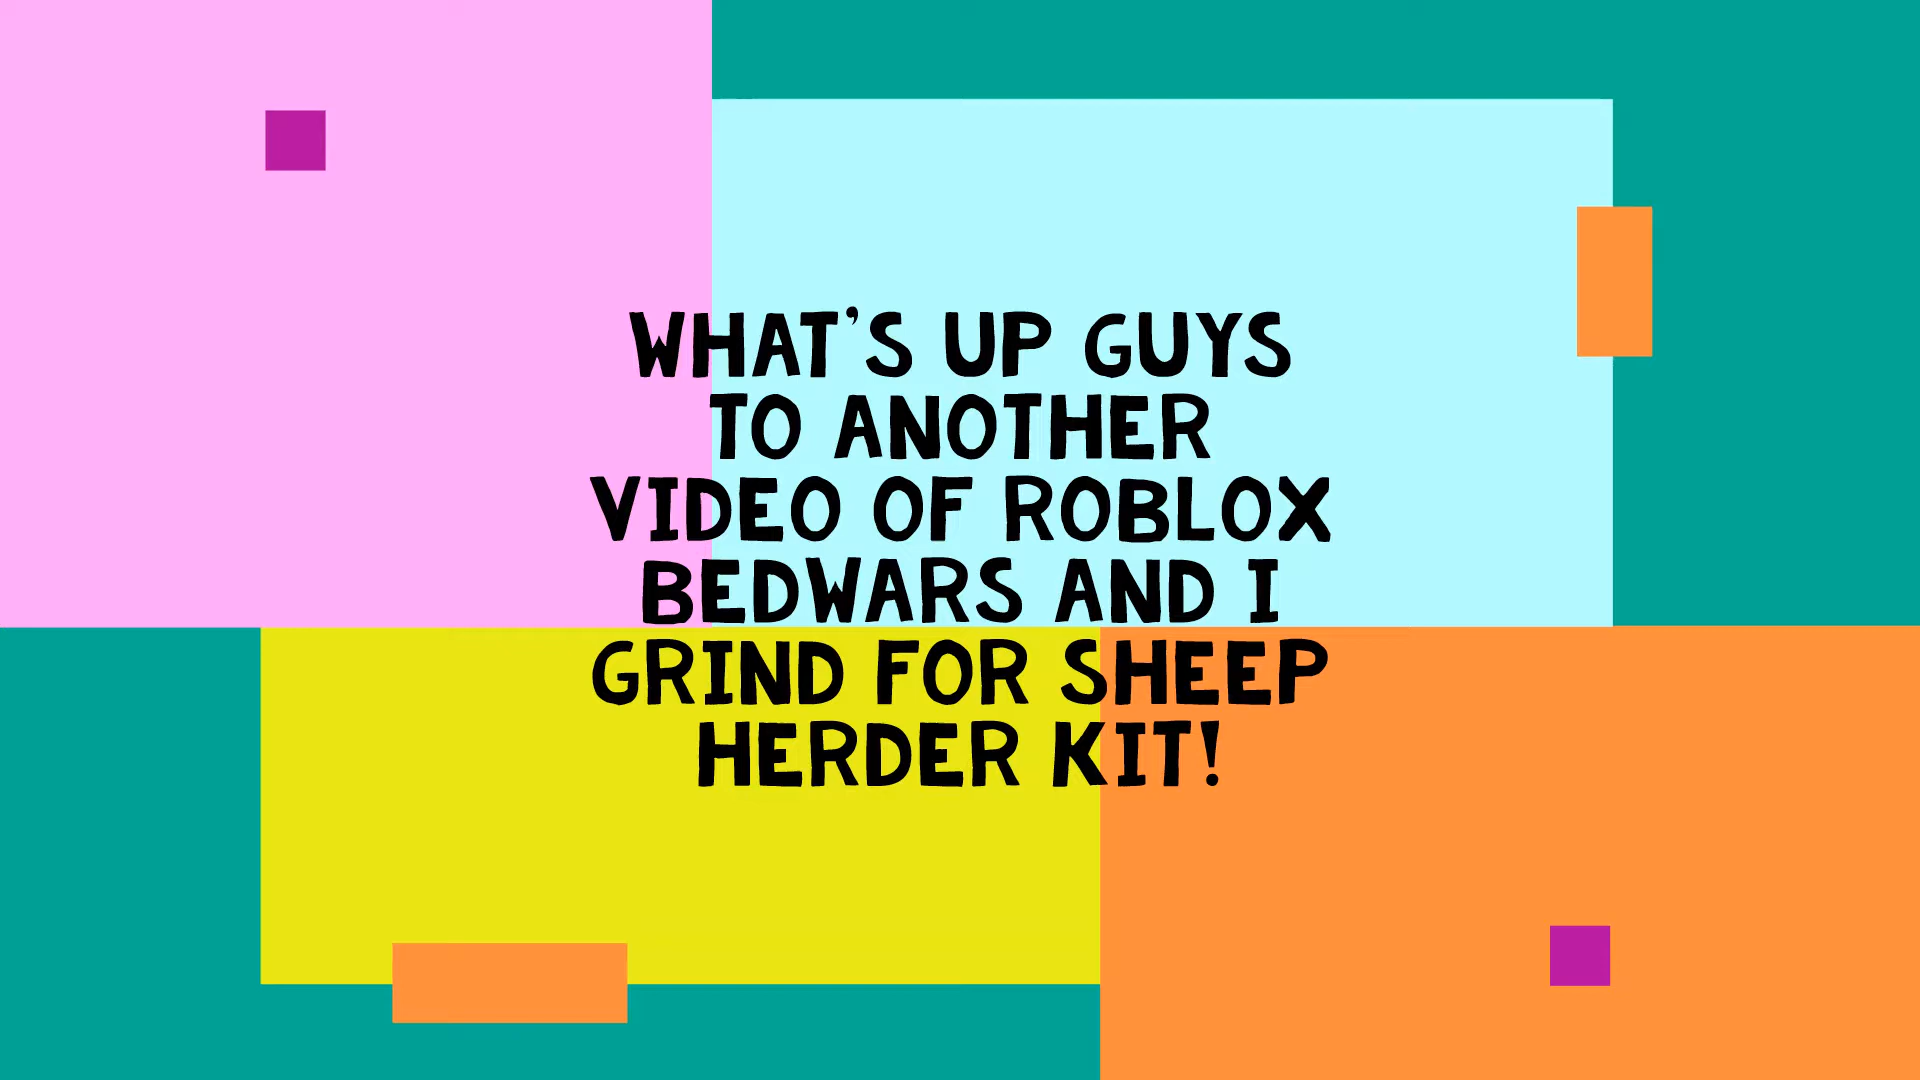 WHAT'S UP GUYS
TO ANOTHER
VIDEO OF ROBLOX
BEDWARS AND I
GRIND FOR SHEEP
HERDER KIT!